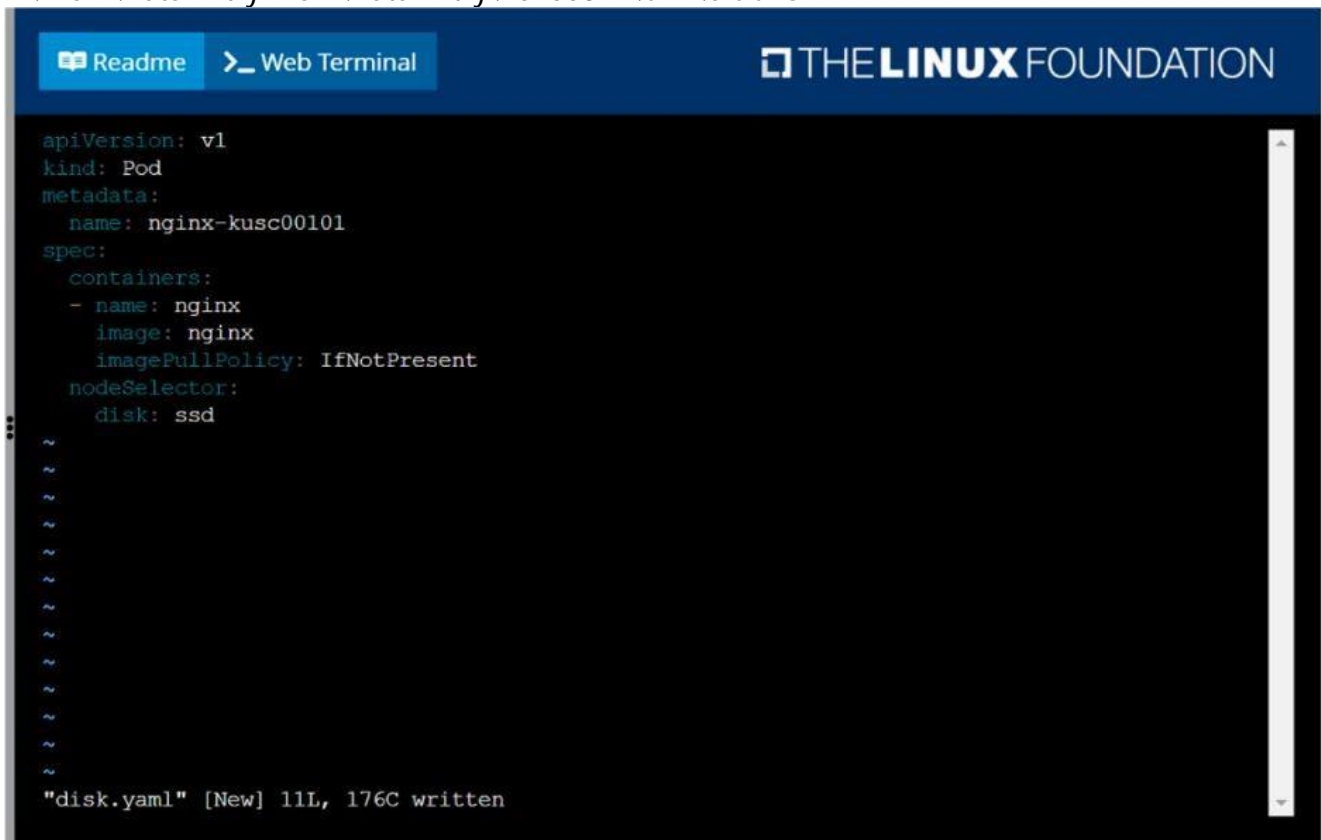 Readme >_ Web Terminal THE LINUX FOUNDATION
apiVersion: v1
kind: Pod
metadata:
  name: nginx-kusc00101
spec:
  containers:
  - name: nginx
    image: nginx
    imagePullPolicy: IfNotPresent
  nodeSelector:
    disk: ssd
~
~
~
~
~
~
~
~
~
~
~
~
~
"disk.yaml" [New] 11L, 176C written